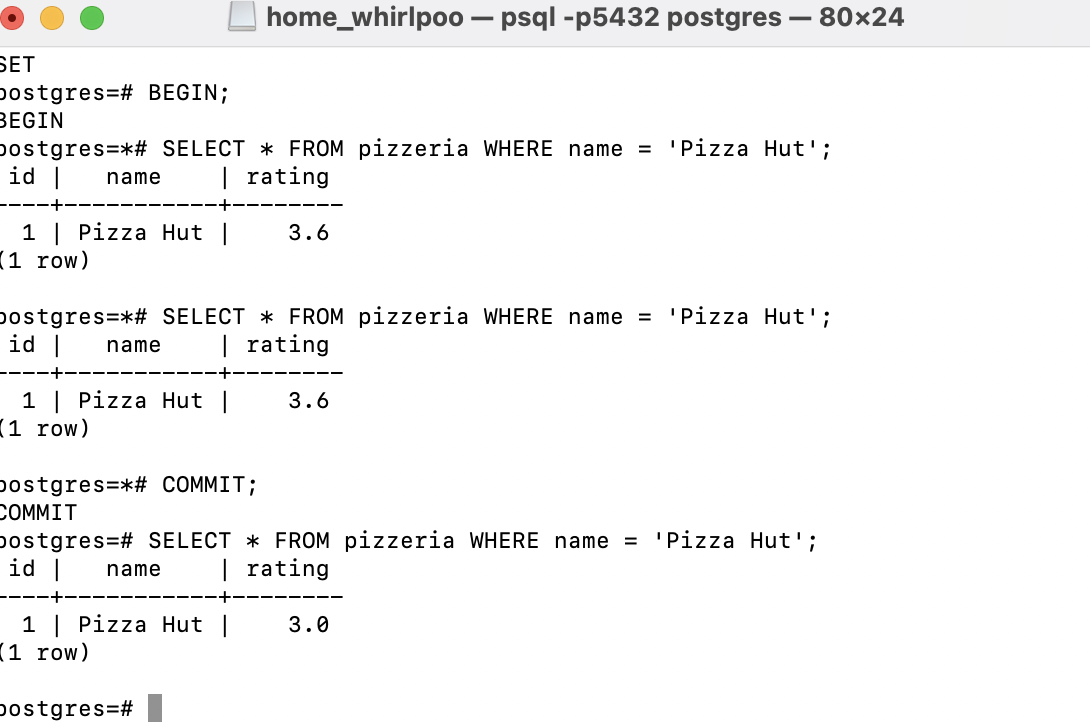 home_whirlpoo — psql -p5432 postgres — 80×24
SET
postgres=# BEGIN;
BEGIN
postgres=*# SELECT * FROM pizzeria WHERE name = 'Pizza Hut';
 id |   name    | rating
----+-----------+--------
  1 | Pizza Hut |    3.6
(1 row)

postgres=*# SELECT * FROM pizzeria WHERE name = 'Pizza Hut';
 id |   name    | rating
----+-----------+--------
  1 | Pizza Hut |    3.6
(1 row)

postgres=*# COMMIT;
COMMIT
postgres=# SELECT * FROM pizzeria WHERE name = 'Pizza Hut';
 id |   name    | rating
----+-----------+--------
  1 | Pizza Hut |    3.0
(1 row)

postgres=#